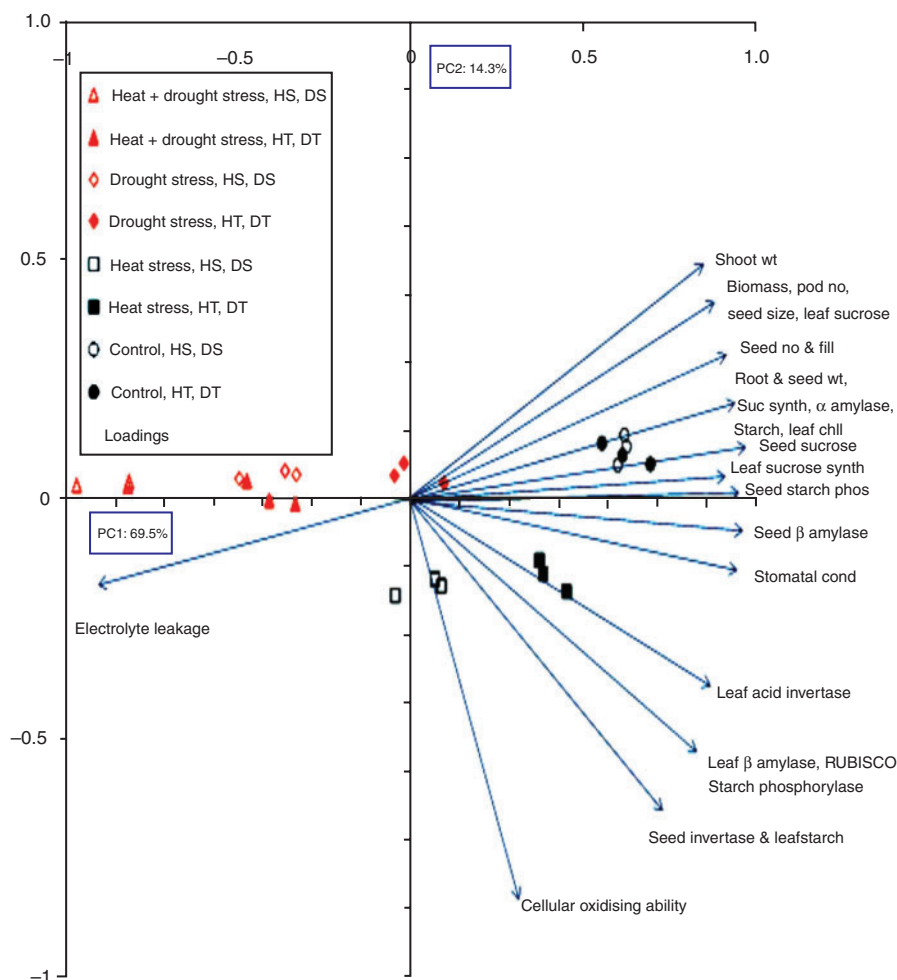 1.0
–1
–0.5
0
0.5
1.0
PC2: 14.3%
Heat + drought stress, HS, DS
Heat + drought stress, HT, DT
Drought stress, HS, DS
Drought stress, HT, DT
Heat stress, HS, DS
Heat stress, HT, DT
Control, HS, DS
Control, HT, DT
Loadings
0.5
Shoot wt
Biomass, pod no,
seed size, leaf sucrose
Seed no & fill
Root & seed wt,
Suc synth, α amylase,
Starch, leaf chll
Seed sucrose
Leaf sucrose synth
Seed starch phos
0
PC1: 69.5%
Seed β amylase
Stomatal cond
Electrolyte leakage
Leaf acid invertase
–0.5
Leaf β amylase, RUBISCO
Starch phosphorylase
Seed invertase & leafstarch
Cellular oxidising ability
–1